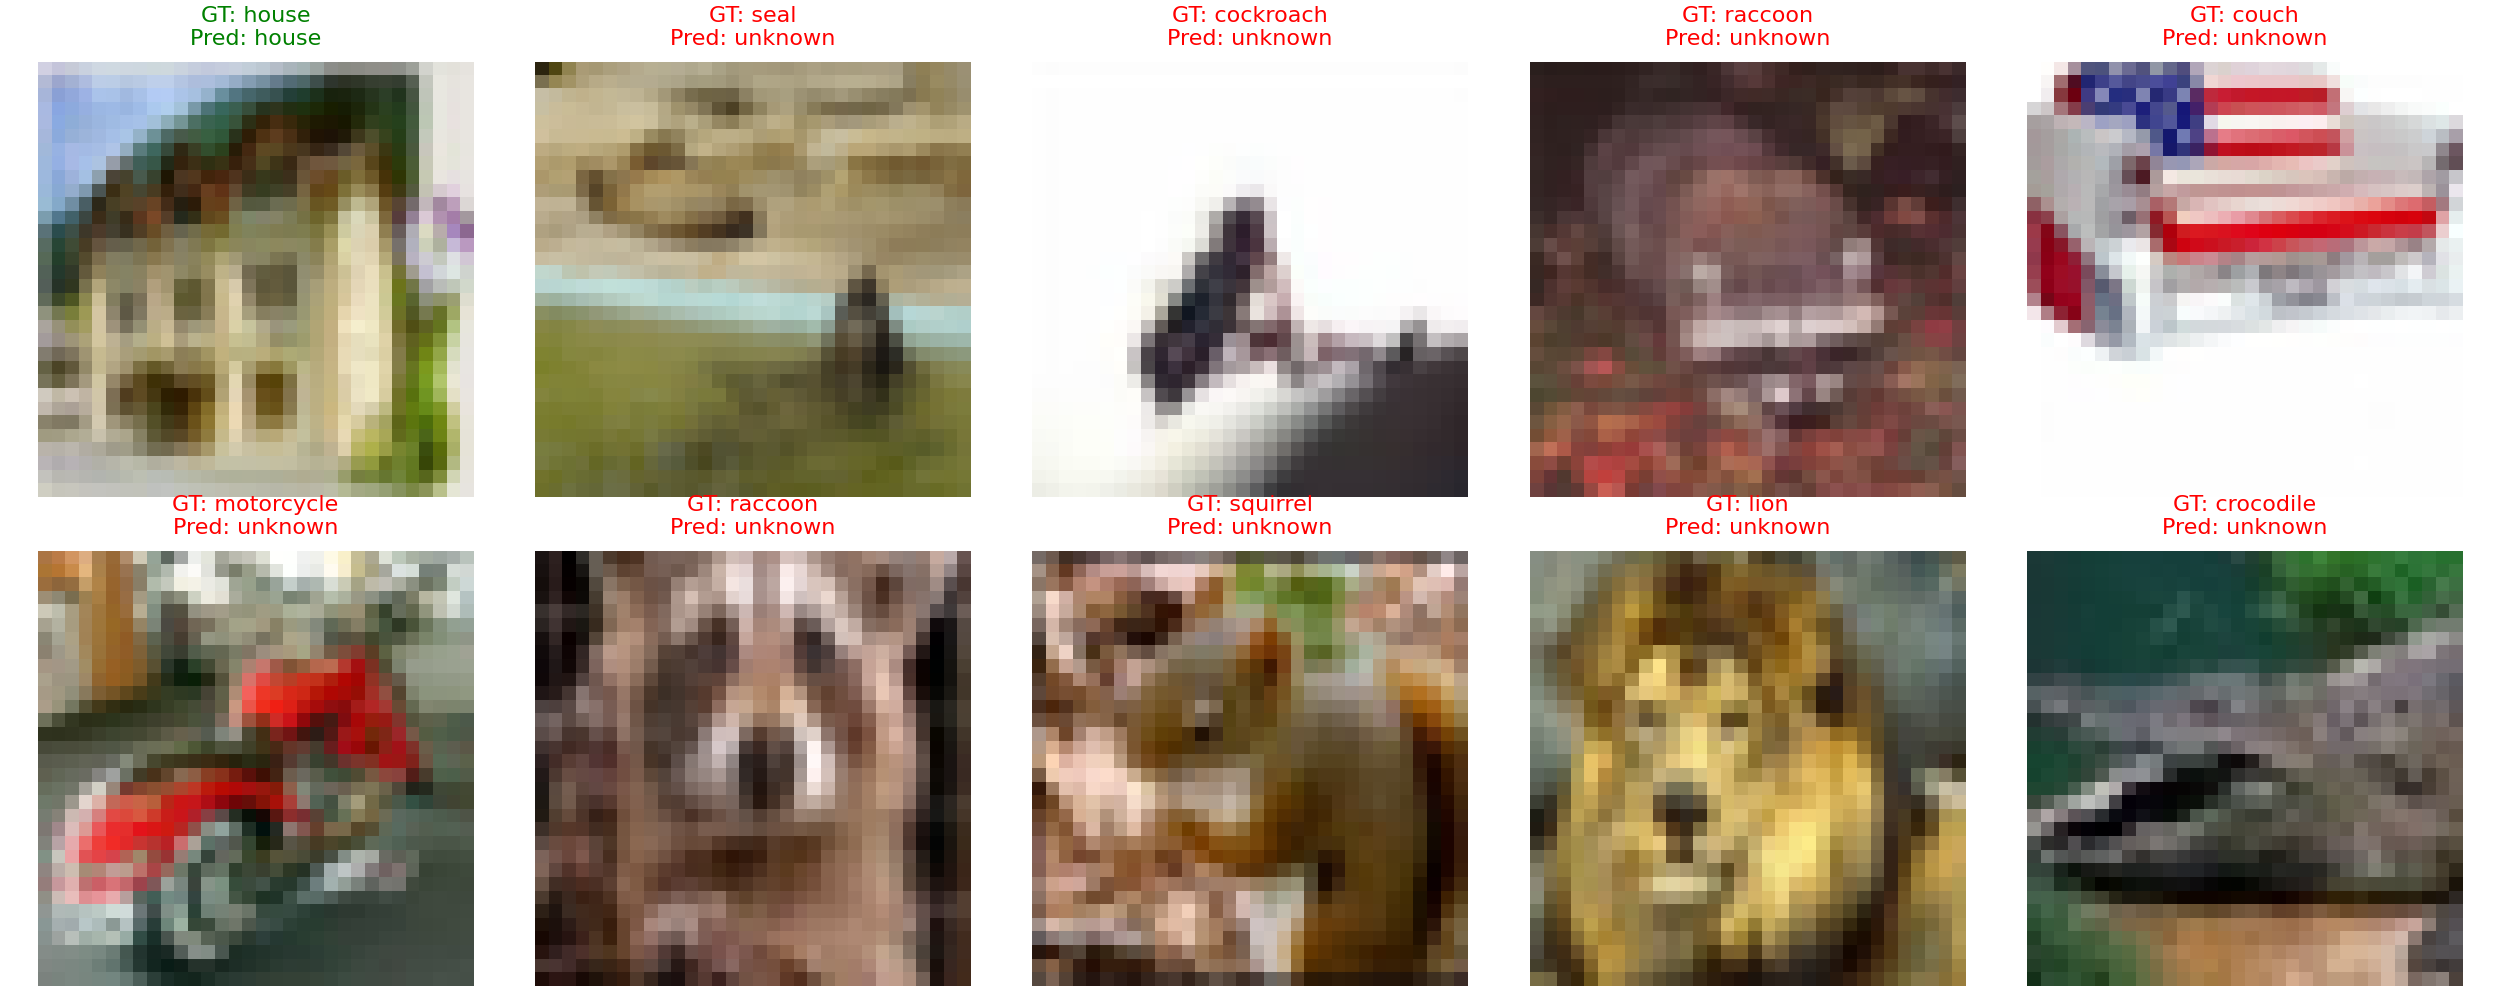 GT: house
Pred: house
GT: seal
Pred: unknown
GT: cockroach
Pred: unknown
GT: raccoon
Pred: unknown
GT: couch
Pred: unknown
GT: motorcycle
Pred: unknown
GT: raccoon
Pred: unknown
GT: squirrel
Pred: unknown
GT: lion
Pred: unknown
GT: crocodile
Pred: unknown